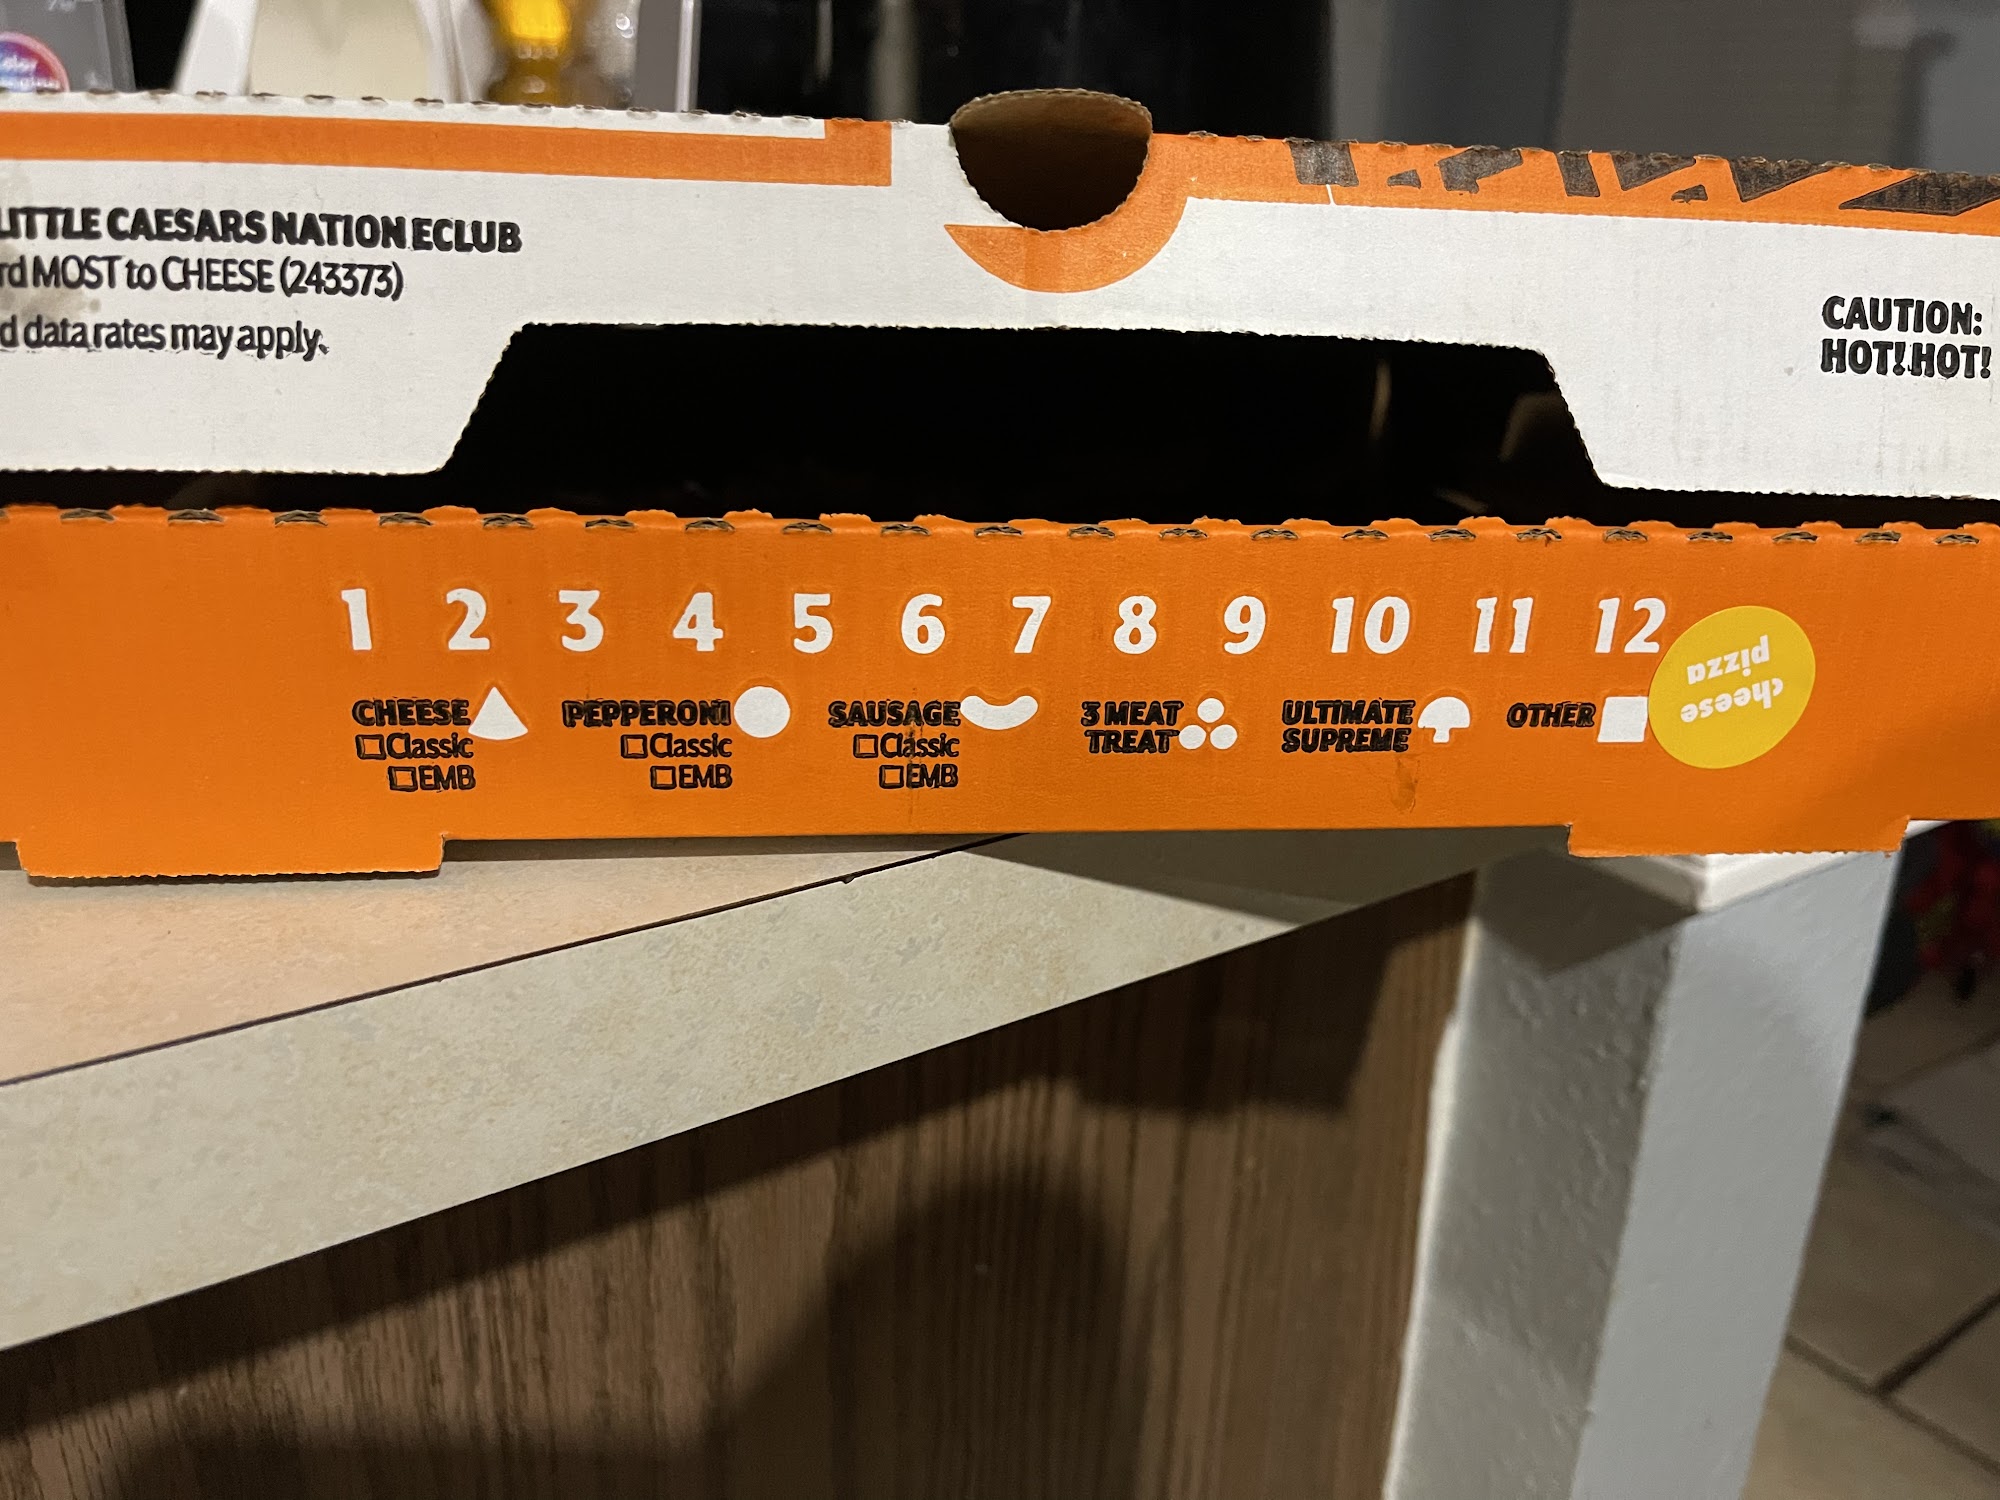 LITTLE CAESARS NATION ECLUB
rd MOST to CHEESE (243373)
d data rates may apply.
CAUTION:
HOT! HOT!
1 2 3 4 5 6 7 8 9 10 11 12
CHEESE
Classic
EMB
PEPPERONI
Classic
EMB
SAUSAGE
Classic
EMB
3 MEAT
TREAT
ULTIMATE
SUPREME
OTHER
cheese
pizza